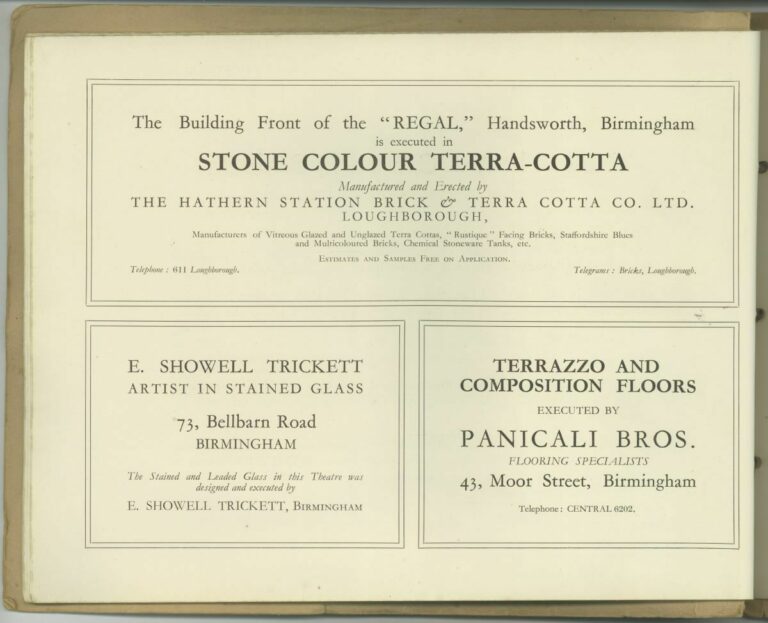 The Building Front of the “REGAL,” Handsworth, Birmingham
is executed in
STONE COLOUR TERRA-COTTA
Manufactured and Erected by
THE HATHERN STATION BRICK & TERRA COTTA CO. LTD.
LOUGHBOROUGH,
Manufacturers of Vitreous Glazed and Unglazed Terra Cottas, “Rustique” Facing Bricks, Staffordshire Blues
and Multicoloured Bricks, Chemical Stoneware Tanks, etc.
Estimates and Samples Free on Application.
Telephone : 611 Loughborough. Telegrams : Bricks, Loughborough.
E. SHOWELL TRICKETT
ARTIST IN STAINED GLASS
73, Bellbarn Road
BIRMINGHAM
The Stained and Leaded Glass in this Theatre was
designed and executed by
E. SHOWELL TRICKETT, Birmingham
TERRAZZO AND
COMPOSITION FLOORS
EXECUTED BY
PANICALI BROS.
FLOORING SPECIALISTS
43, Moor Street, Birmingham
Telephone : CENTRAL 6202.